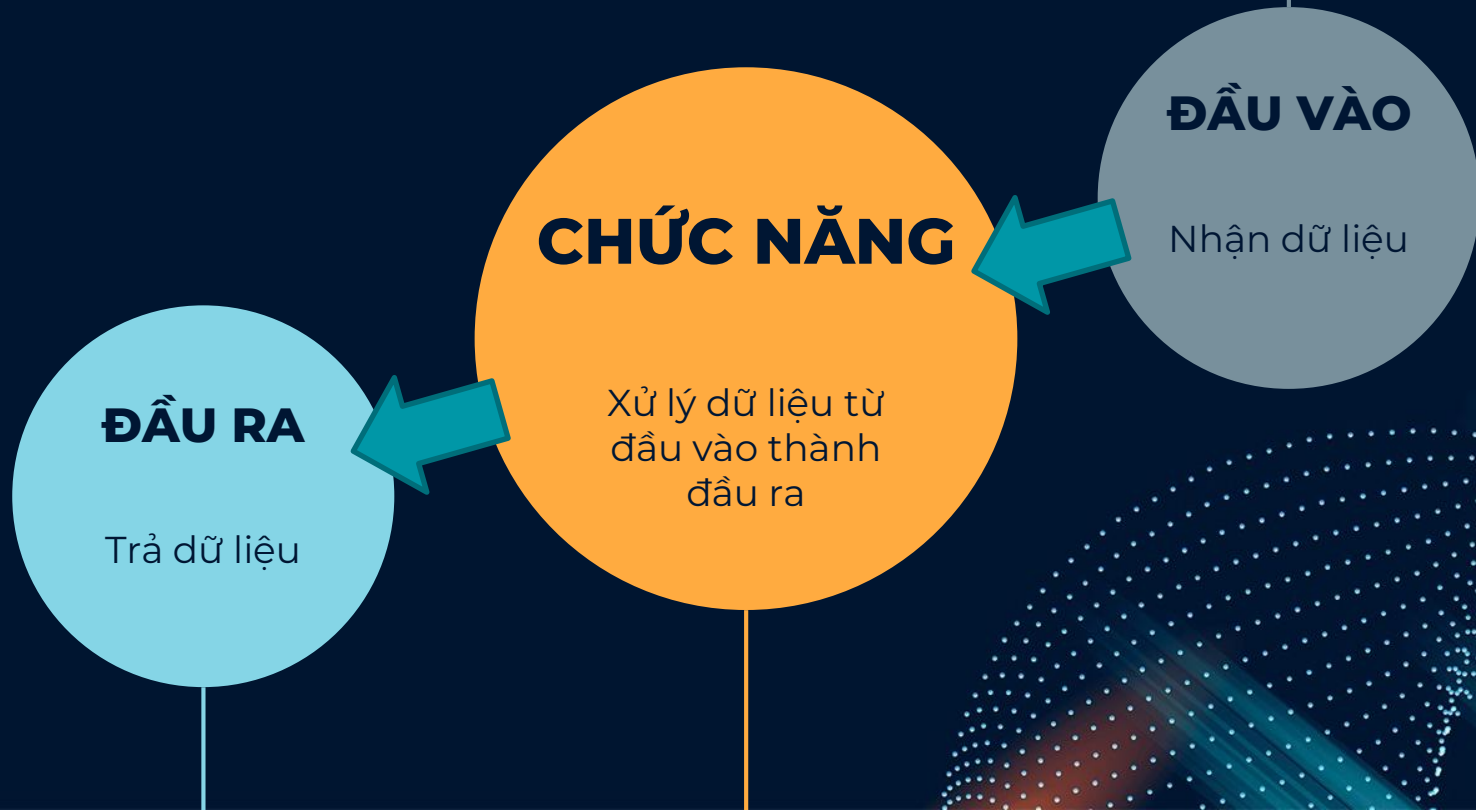 ĐẦU VÀO
Nhận dữ liệu
CHỨC NĂNG
Xử lý dữ liệu từ
đầu vào thành
đầu ra
ĐẦU RA
Trả dữ liệu